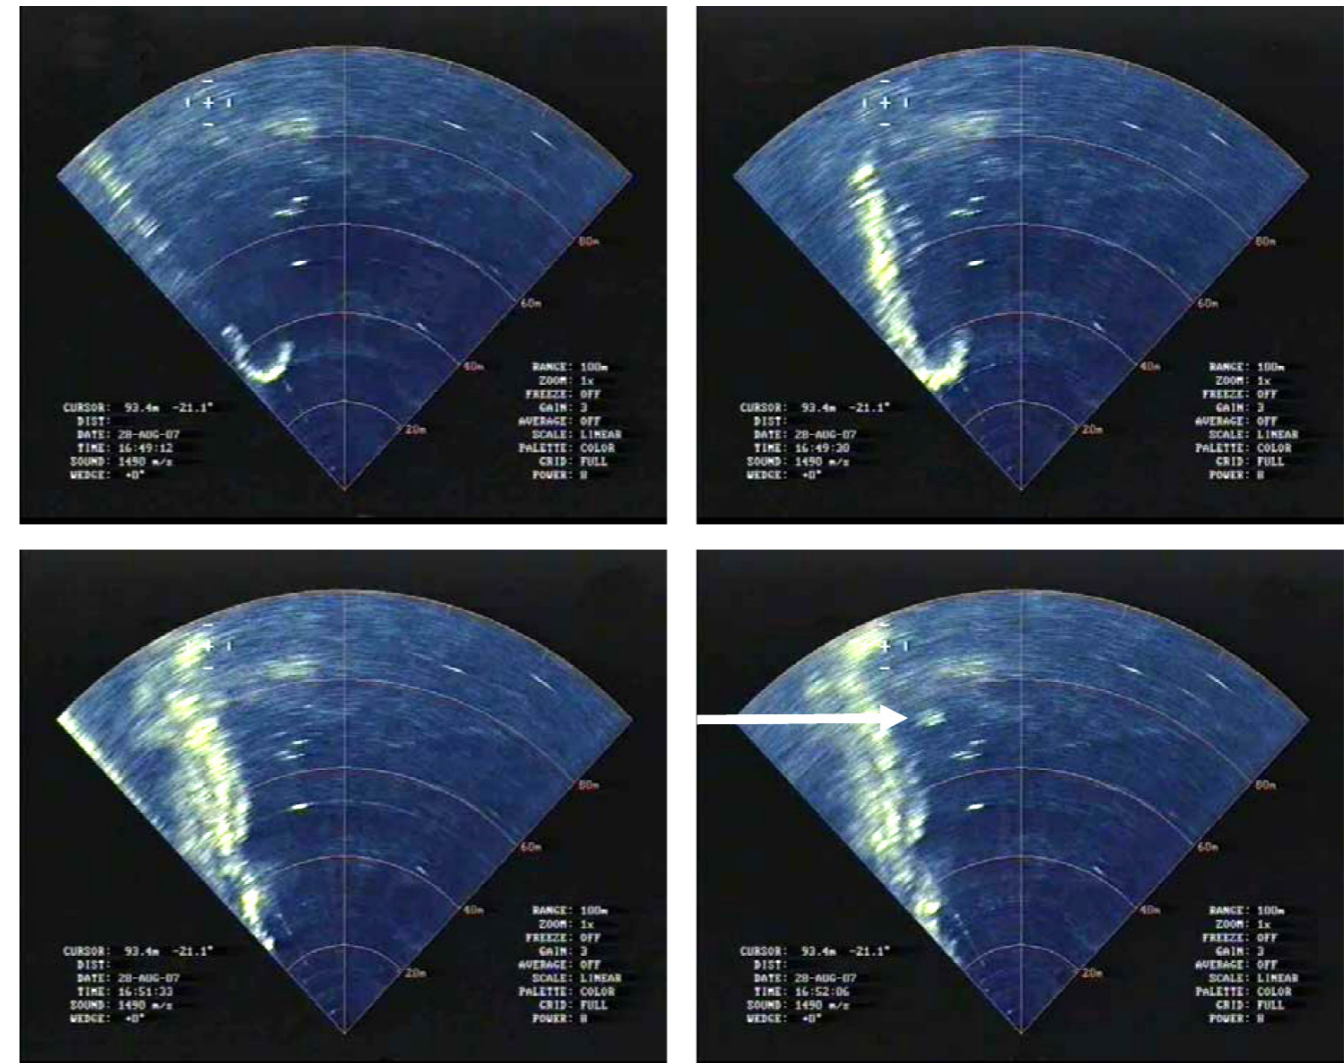 80m
60m
40m
20m
RANGE: 100m
ZOOM: 1x
FREEZE: OFF
GAIN: 3
AVERAGE: OFF
SCALE: LINEAR
PALETTE: COLOR
GRID: FULL
POWER: 8
CURSOR: 93.4m -21.1°
DIST:
DATE: 28-AUG-07
TIME: 16:49:12
SOUND: 1490 m/s
WEDGE: +0°
80m
60m
40m
20m
RANGE: 100m
ZOOM: 1x
FREEZE: OFF
GAIN: 3
AVERAGE: OFF
SCALE: LINEAR
PALETTE: COLOR
GRID: FULL
POWER: 8
CURSOR: 93.4m -21.1°
DIST:
DATE: 28-AUG-07
TIME: 16:49:30
SOUND: 1490 m/s
WEDGE: +0°
80m
60m
40m
20m
RANGE: 100m
ZOOM: 1x
FREEZE: OFF
GAIN: 3
AVERAGE: OFF
SCALE: LINEAR
PALETTE: COLOR
GRID: FULL
POWER: 8
CURSOR: 93.4m -21.1°
DIST:
DATE: 28-AUG-07
TIME: 16:51:33
SOUND: 1490 m/s
WEDGE: +0°
80m
60m
40m
20m
RANGE: 100m
ZOOM: 1x
FREEZE: OFF
GAIN: 3
AVERAGE: OFF
SCALE: LINEAR
PALETTE: COLOR
GRID: FULL
POWER: 8
CURSOR: 93.4m -21.1°
DIST:
DATE: 28-AUG-07
TIME: 16:52:06
SOUND: 1490 m/s
WEDGE: +0°